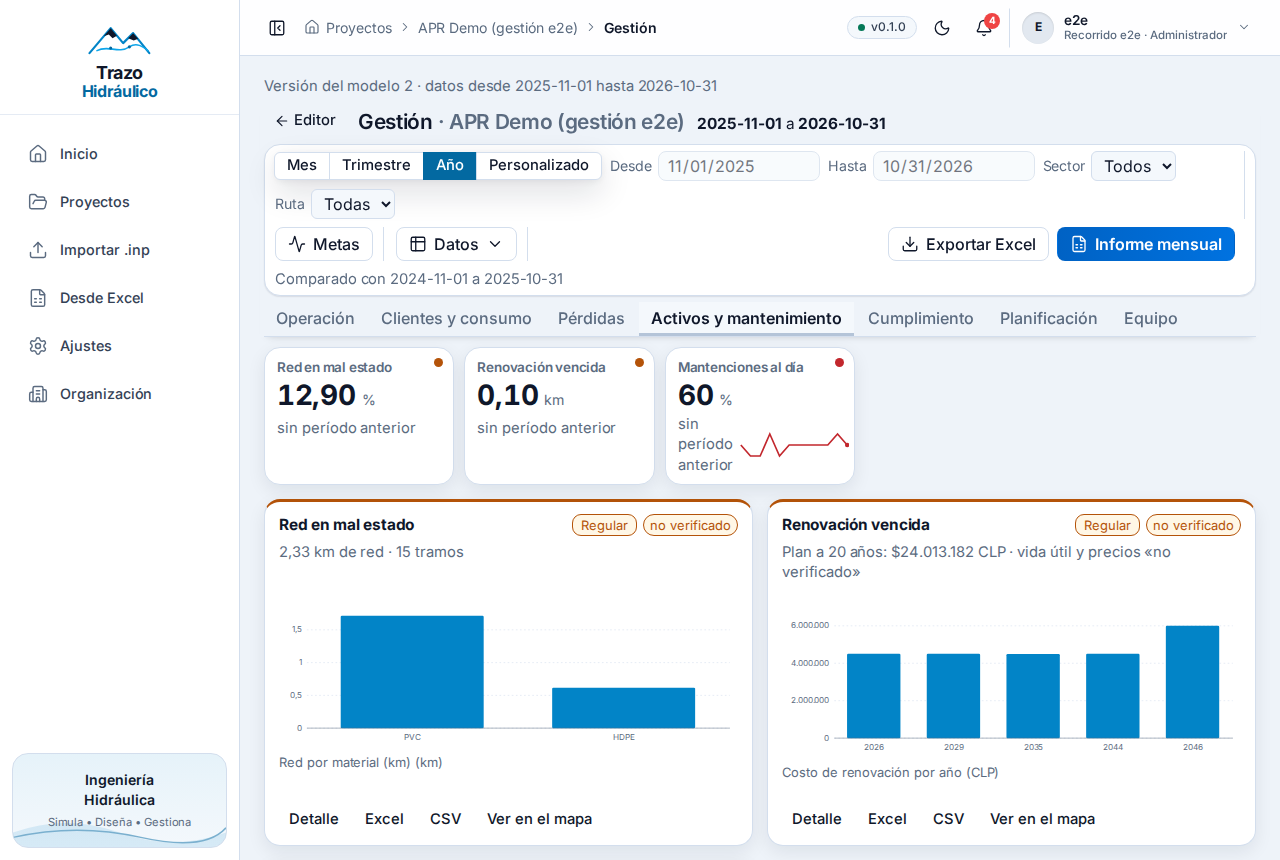 Trazo
Hidráulico
Inicio
Proyectos
Importar .inp
Desde Excel
Ajustes
Organización
Ingeniería
Hidráulica
Simula • Diseña • Gestiona
Proyectos > APR Demo (gestión e2e) > Gestión
v0.1.0
4
E
e2e
Recorrido e2e · Administrador
Versión del modelo 2 · datos desde 2025-11-01 hasta 2026-10-31
← Editor
Gestión · APR Demo (gestión e2e) 2025-11-01 a 2026-10-31
Mes Trimestre Año Personalizado Desde 11/01/2025 Hasta 10/31/2026 Sector Todos
Ruta Todas
Metas Datos Exportar Excel Informe mensual
Comparado con 2024-11-01 a 2025-10-31
Operación Clientes y consumo Pérdidas Activos y mantenimiento Cumplimiento Planificación Equipo
Red en mal estado
12,90 %
sin período anterior
Renovación vencida
0,10 km
sin período anterior
Mantenciones al día
60 %
sin
período
anterior
Red en mal estado Regular no verificado
2,33 km de red · 15 tramos
1,5
1
0,5
0
PVC HDPE
Red por material (km) (km)
Detalle Excel CSV Ver en el mapa
Renovación vencida Regular no verificado
Plan a 20 años: $24.013.182 CLP · vida útil y precios «no
verificado»
6.000.000
4.000.000
2.000.000
0
2026 2029 2035 2044 2046
Costo de renovación por año (CLP)
Detalle Excel CSV Ver en el mapa